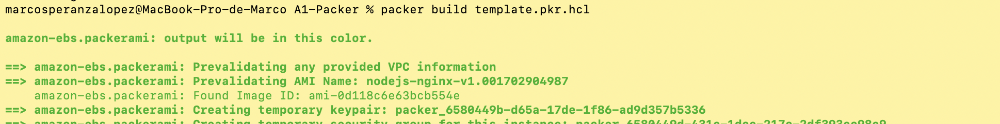 marcosperanzalopez@MacBook-Pro-de-Marco A1-Packer % packer build template.pkr.hcl
amazon-ebs.packerami: output will be in this color.
==> amazon-ebs.packerami: Prevalidating any provided VPC information
==> amazon-ebs.packerami: Prevalidating AMI Name: nodejs-nginx-v1.001702904987
amazon-ebs.packerami: Found Image ID: ami-0d118c6e63bcb554e
==> amazon-ebs.packerami: Creating temporary keypair: packer_6580449b-d65a-17de-1f86-ad9d357b5336
==> amazon-ebs.packerami: Creating temporary security group for this instance: